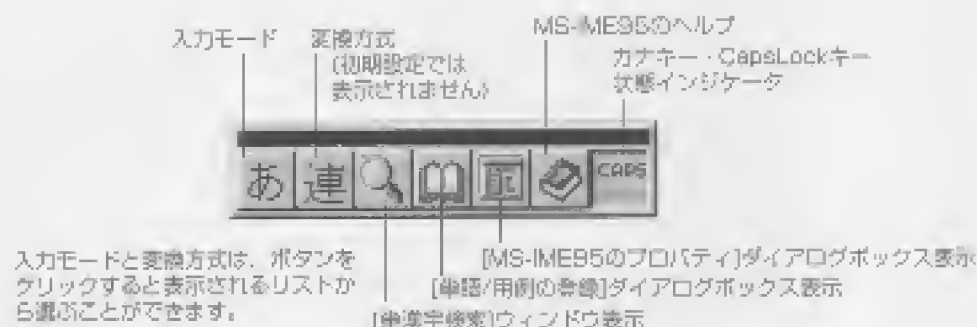 MS-IME95のヘルプ
入力モード
変換方式
(初期設定では
表示されません)
カナキー・CapsLockキー
状態インジケータ
あ 連 CAPS
[MS-IME95のプロパティ]ダイアログボックス表示
入力モードと変換方式は、ボタンを
クリックすると表示されるリストか
ら選ぶことができます。
[単語/用例の登録]ダイアログボックス表示
[単漢字検索]ウィンドウ表示